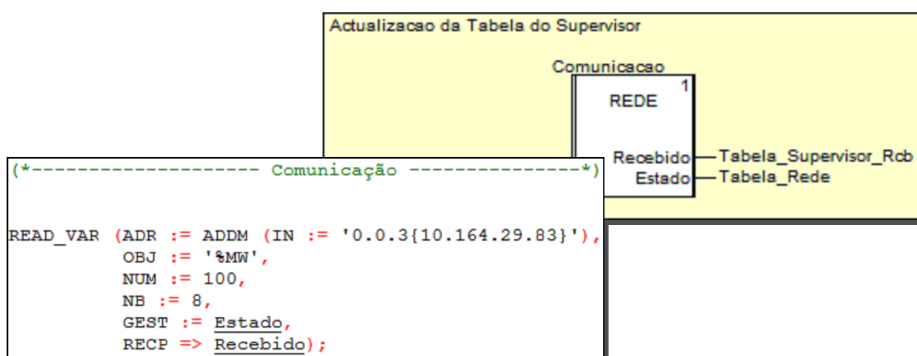 Actualizacao da Tabela do Supervisor
Comunicacao
1
REDE
Recebido Tabela_Supervisor_Rcb
Estado Tabela_Rede
(*-------------------- Comunicação ---------------*)
READ_VAR (ADR := ADDM (IN := '0.0.3{10.164.29.83}'),
OBJ := '%MW',
NUM := 100,
NB := 8,
GEST := Estado,
RECP => Recebido);